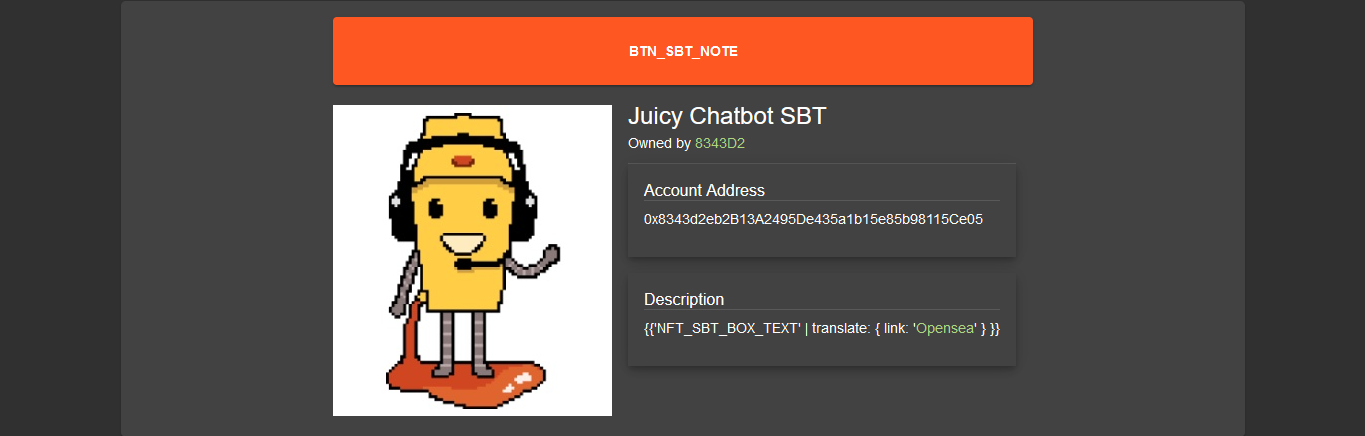 BTN_SBT_NOTE
Juicy Chatbot SBT
Owned by 8343D2
Account Address
0x8343d2eb2B13A2495De435a1b15e85b98115Ce05
Description
{{'NFT_SBT_BOX_TEXT' | translate: { link: 'Opensea' } }}